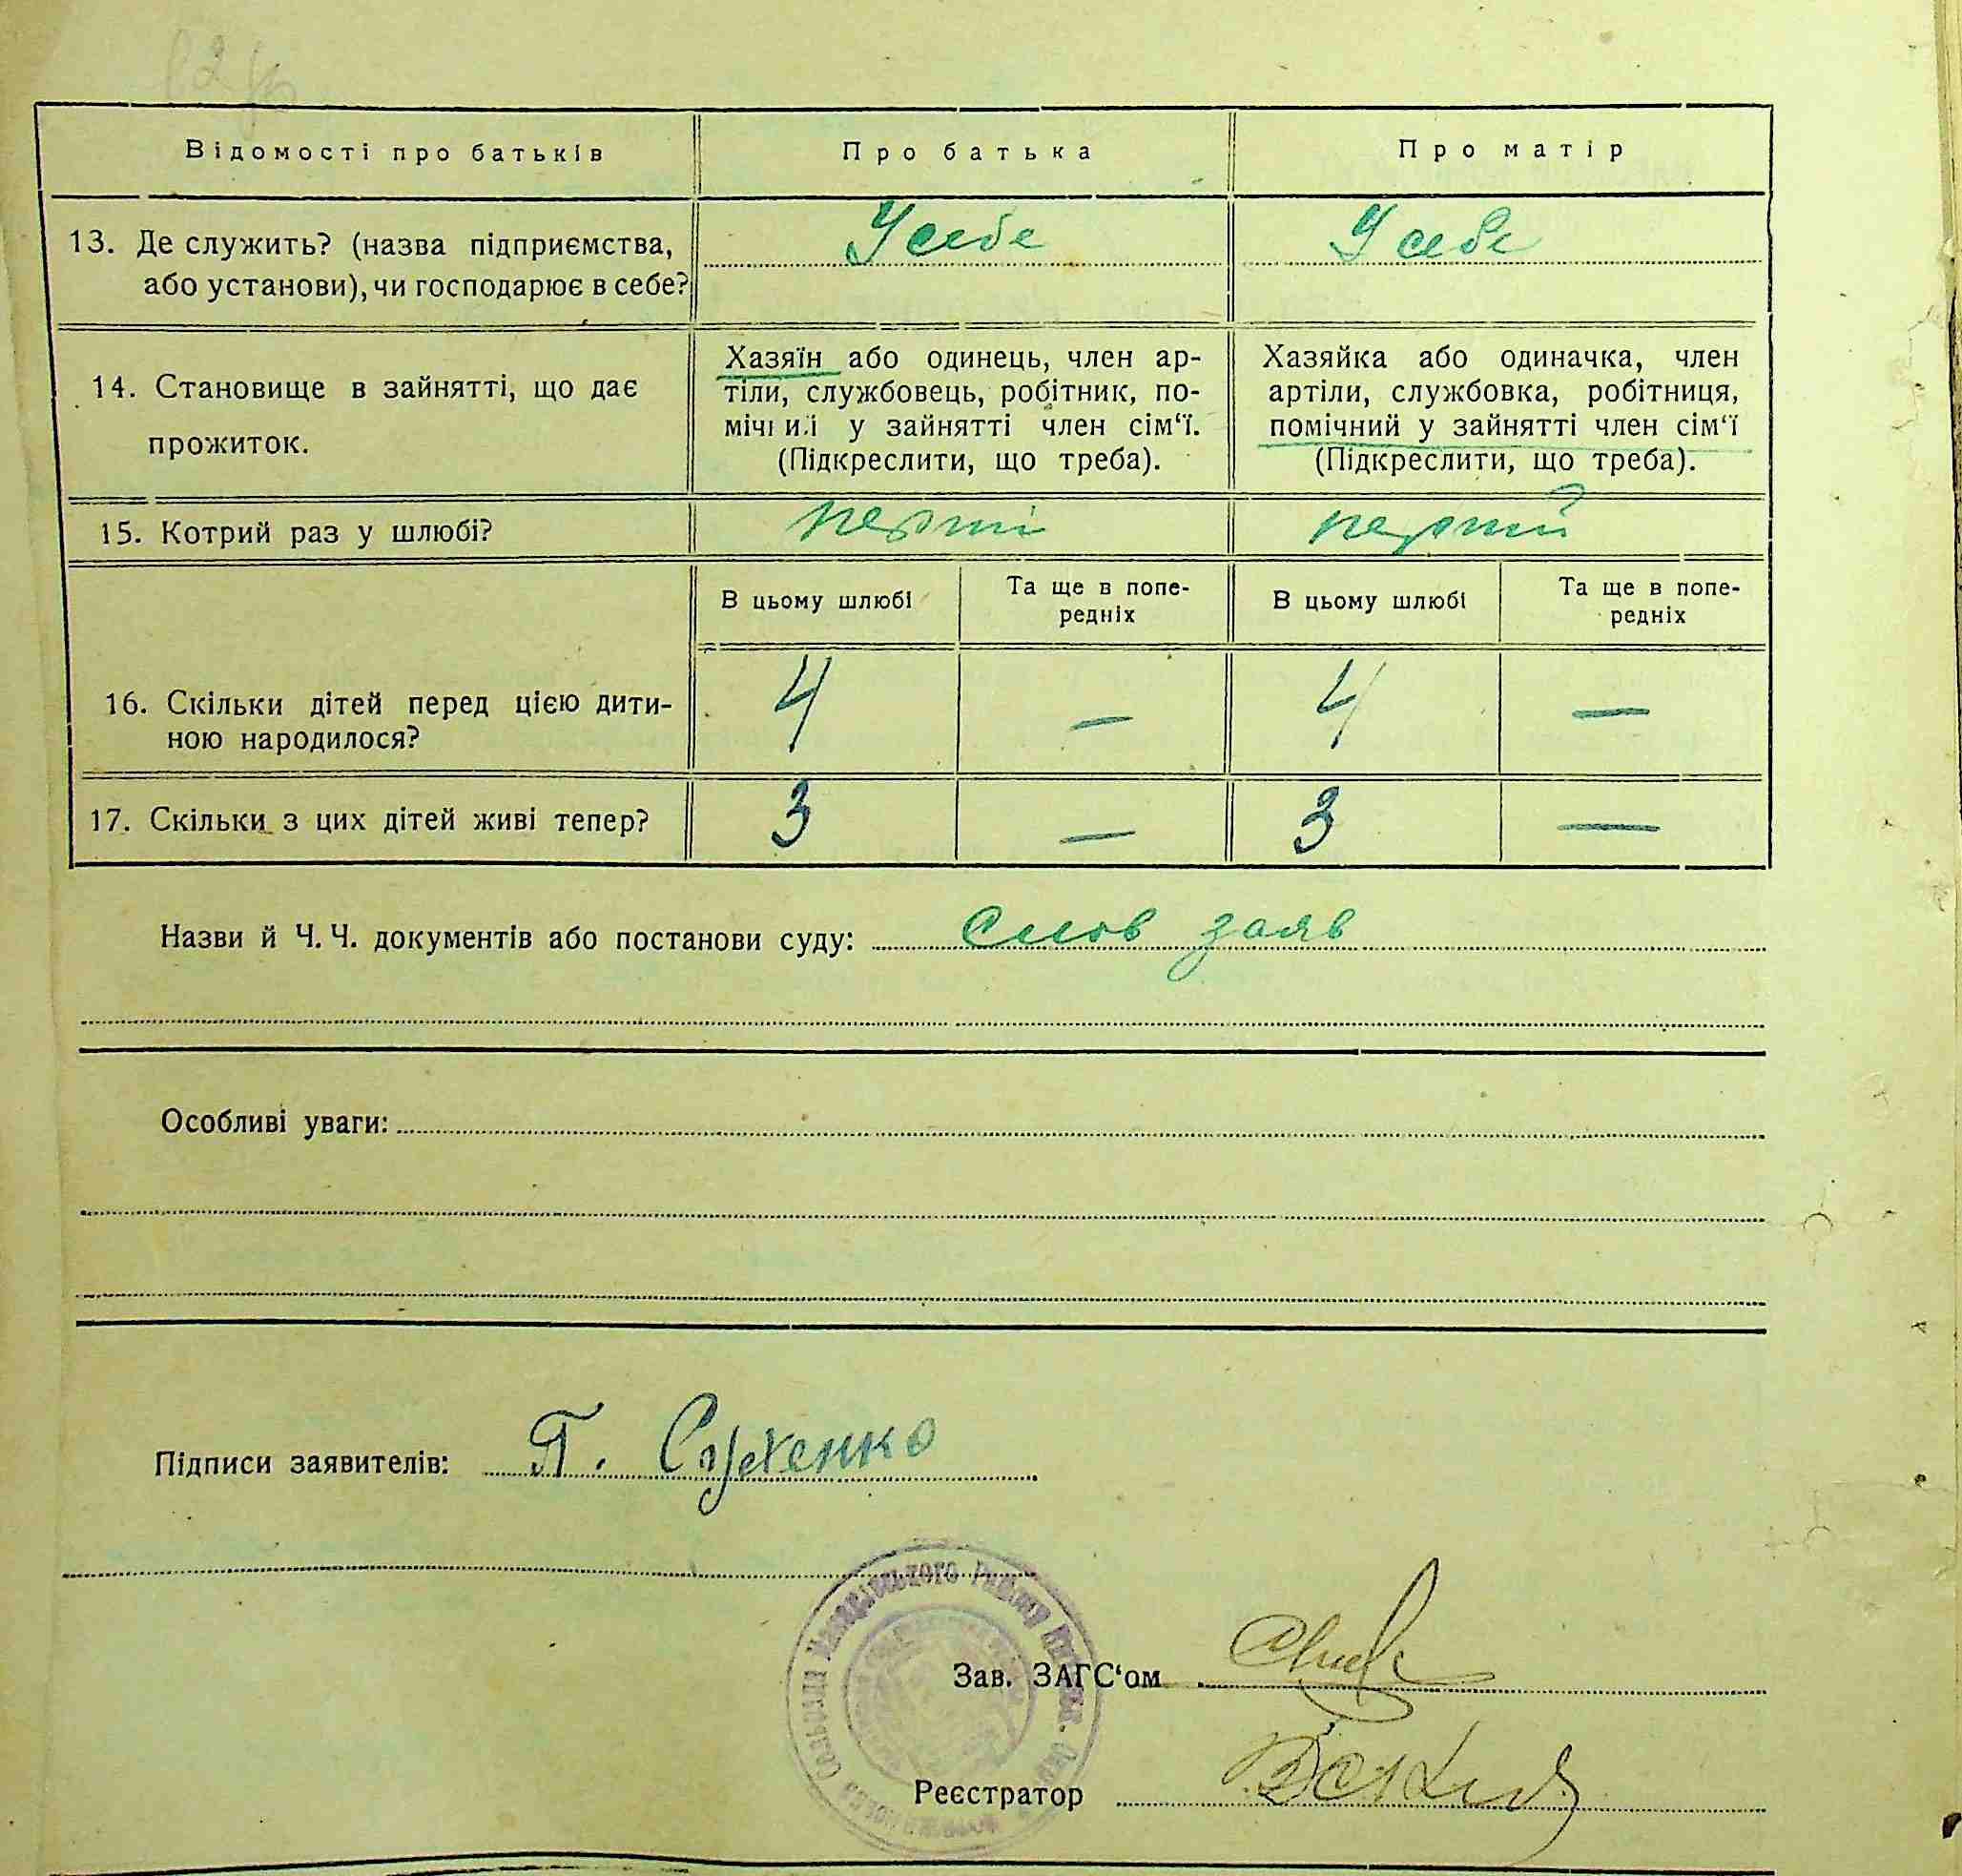 Відомості про батьків
Про батька
Про матір
13. Де служить? (назва підприємства,
або установи), чи господарює в себе?
У себе
У себе
14. Становище в зайнятті, що дає
прожиток.
Хазяїн або одинець, член ар-
тіли, службовець, робітник, по-
мічний у зайнятті член сім‘ї.
(Підкреслити, що треба).
Хазяйка або одиначка, член
артіли, службовка, робітниця,
помічний у зайнятті член сім‘ї
(Підкреслити, що треба).
15. Котрий раз у шлюбі?
перши
перший
В цьому шлюбі
Та ще в попе-
редніх
В цьому шлюбі
Та ще в попе-
редніх
16. Скільки дітей перед цією дити-
ною народилося?
4 — 4 —
17. Скільки з цих дітей живі тепер?
3 — 3 —
Назви й Ч. Ч. документів або постанови суду: Слов заяв
Особливі уваги:
Підписи заявителів: П. Сухенко
Зав. ЗАГС‘ом
Реєстратор